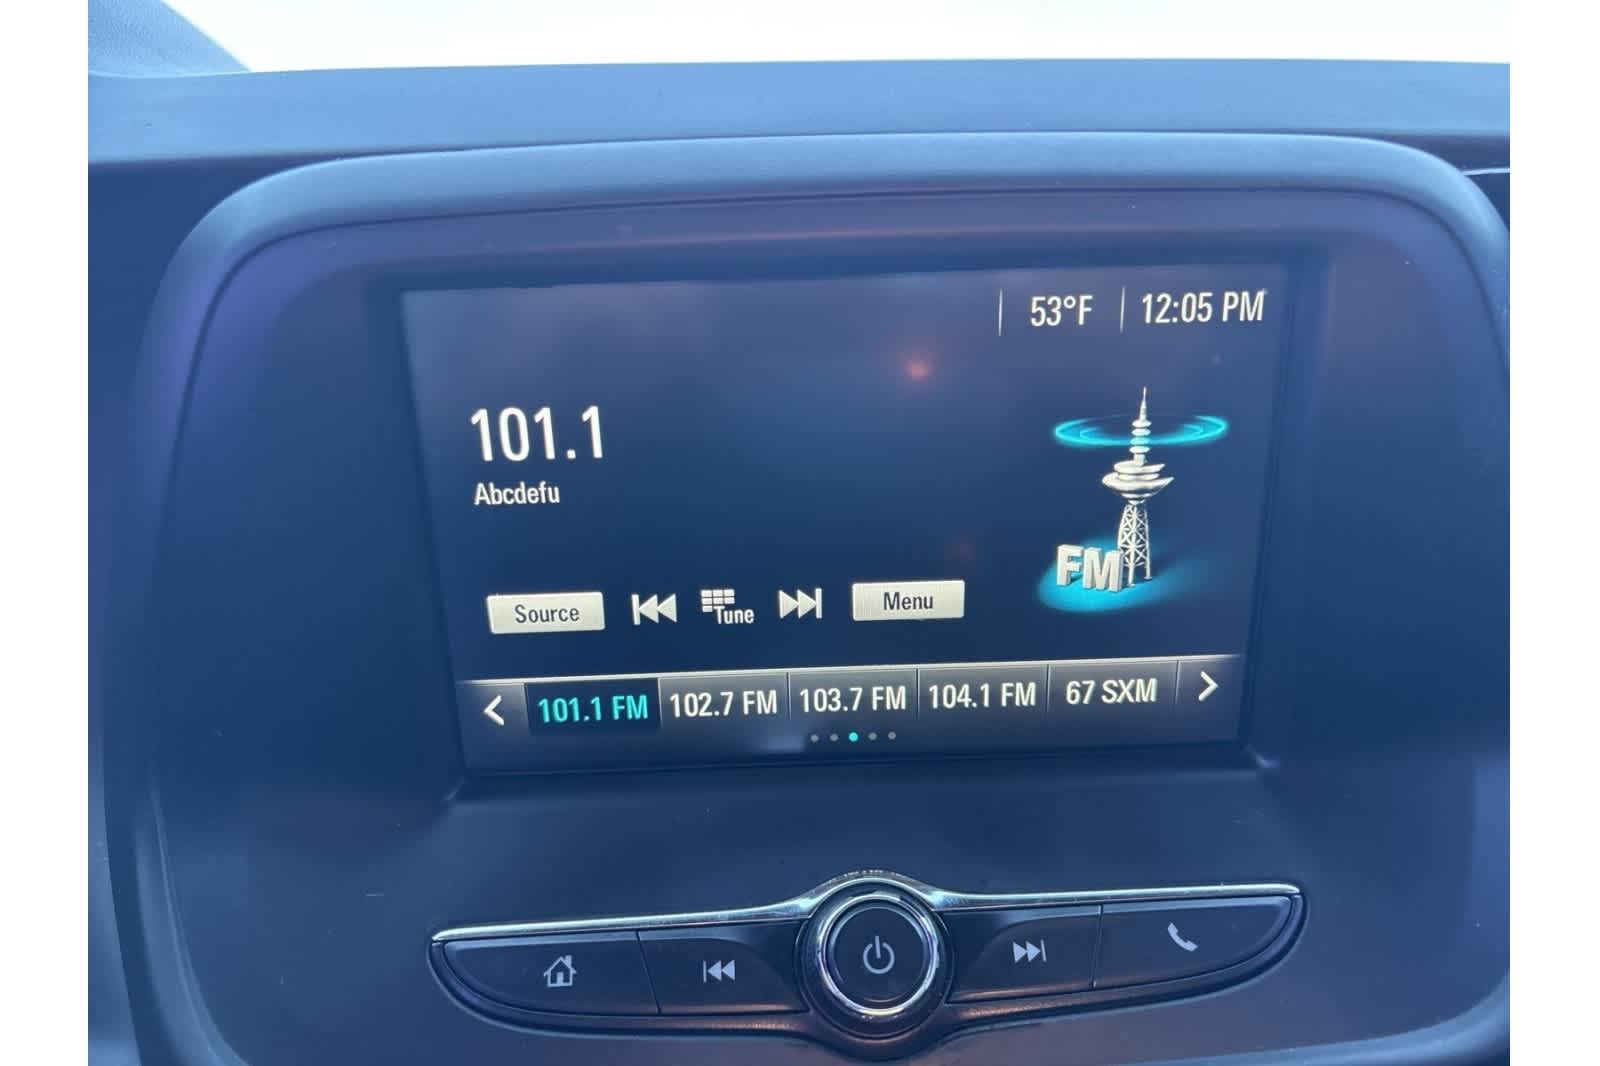 53°F 12:05 PM
101.1
Abcdefu
FM
Source Tune Menu
101.1 FM 102.7 FM 103.7 FM 104.1 FM 67 SXM